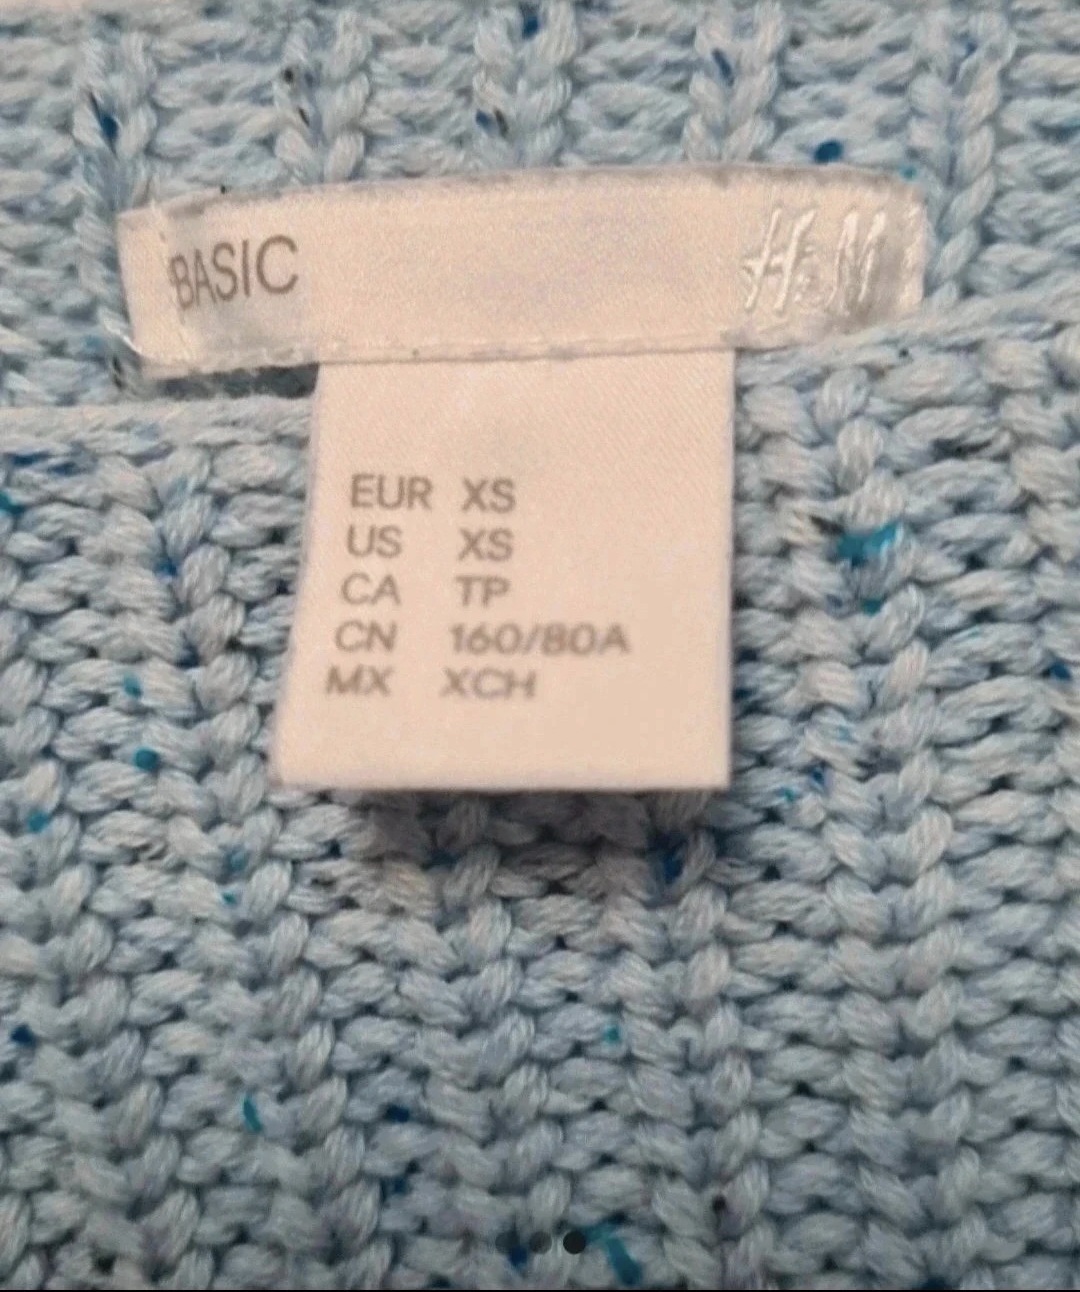 BASIC H&M
EUR XS
US XS
CA TP
CN 160/80A
MX XCH